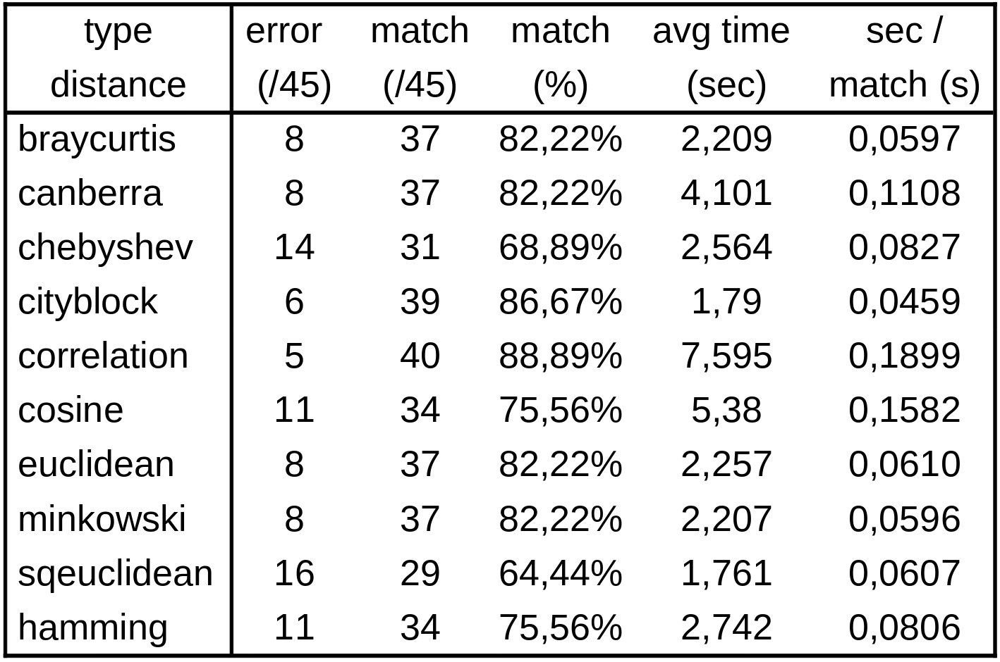 type error match match avg time sec /
distance (/45) (/45) (%) (sec) match (s)
braycurtis 8 37 82,22% 2,209 0,0597
canberra 8 37 82,22% 4,101 0,1108
chebyshev 14 31 68,89% 2,564 0,0827
cityblock 6 39 86,67% 1,79 0,0459
correlation 5 40 88,89% 7,595 0,1899
cosine 11 34 75,56% 5,38 0,1582
euclidean 8 37 82,22% 2,257 0,0610
minkowski 8 37 82,22% 2,207 0,0596
sqeuclidean 16 29 64,44% 1,761 0,0607
hamming 11 34 75,56% 2,742 0,0806